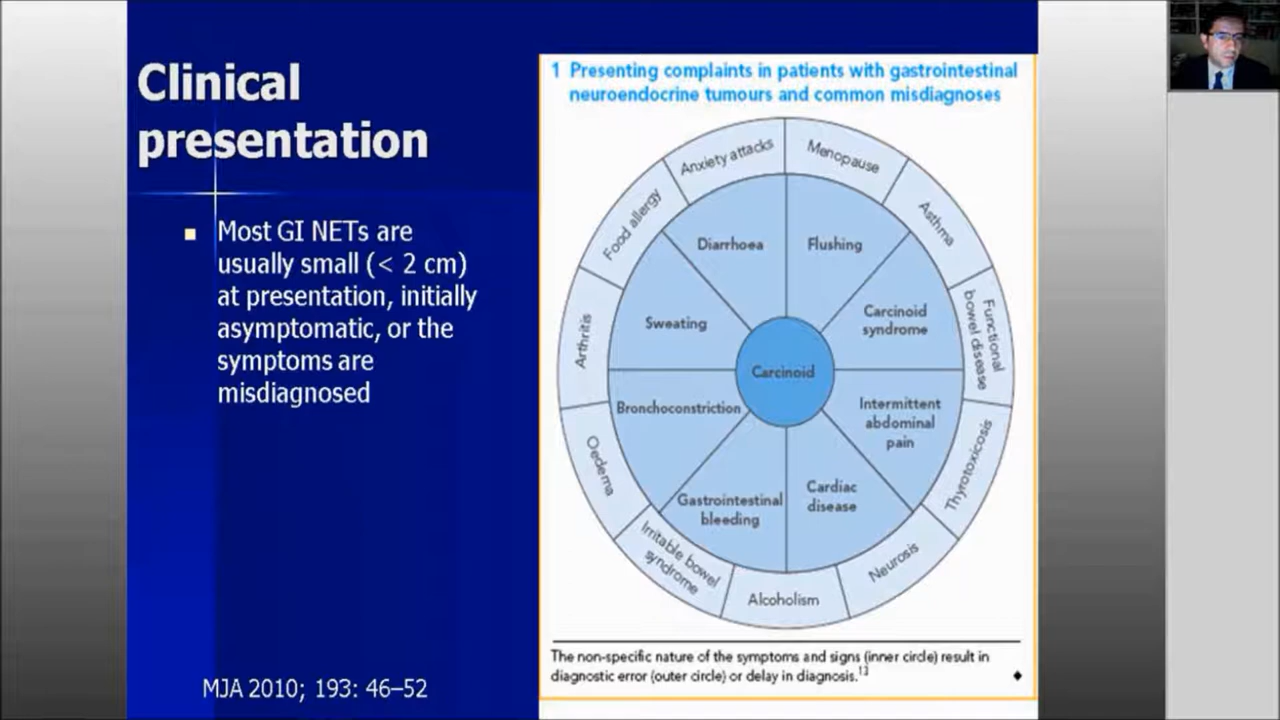 Clinical
presentation
Most GI NETs are
usually small (< 2 cm)
at presentation, initially
asymptomatic, or the
symptoms are
misdiagnosed
MJA 2010; 193: 46–52
1 Presenting complaints in patients with gastrointestinal
neuroendocrine tumours and common misdiagnoses
Anxiety attacks
Menopause
Asthma
Functional
bowel disease
Thyrotoxicosis
Neurosis
Alcoholism
Irritable bowel
syndrome
Oedema
Arthritis
Food allergy
Diarrhoea
Flushing
Carcinoid
syndrome
Intermittent
abdominal
pain
Cardiac
disease
Gastrointestinal
bleeding
Bronchoconstriction
Sweating
Carcinoid
The non-specific nature of the symptoms and signs (inner circle) result in
diagnostic error (outer circle) or delay in diagnosis.13